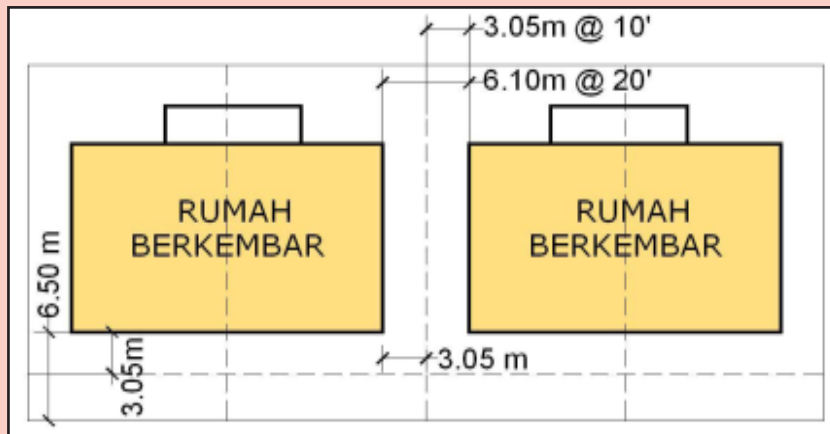 3.05m @ 10'
6.10m @ 20'
RUMAH
BERKEMBAR
RUMAH
BERKEMBAR
6.50 m
3.05m
3.05 m